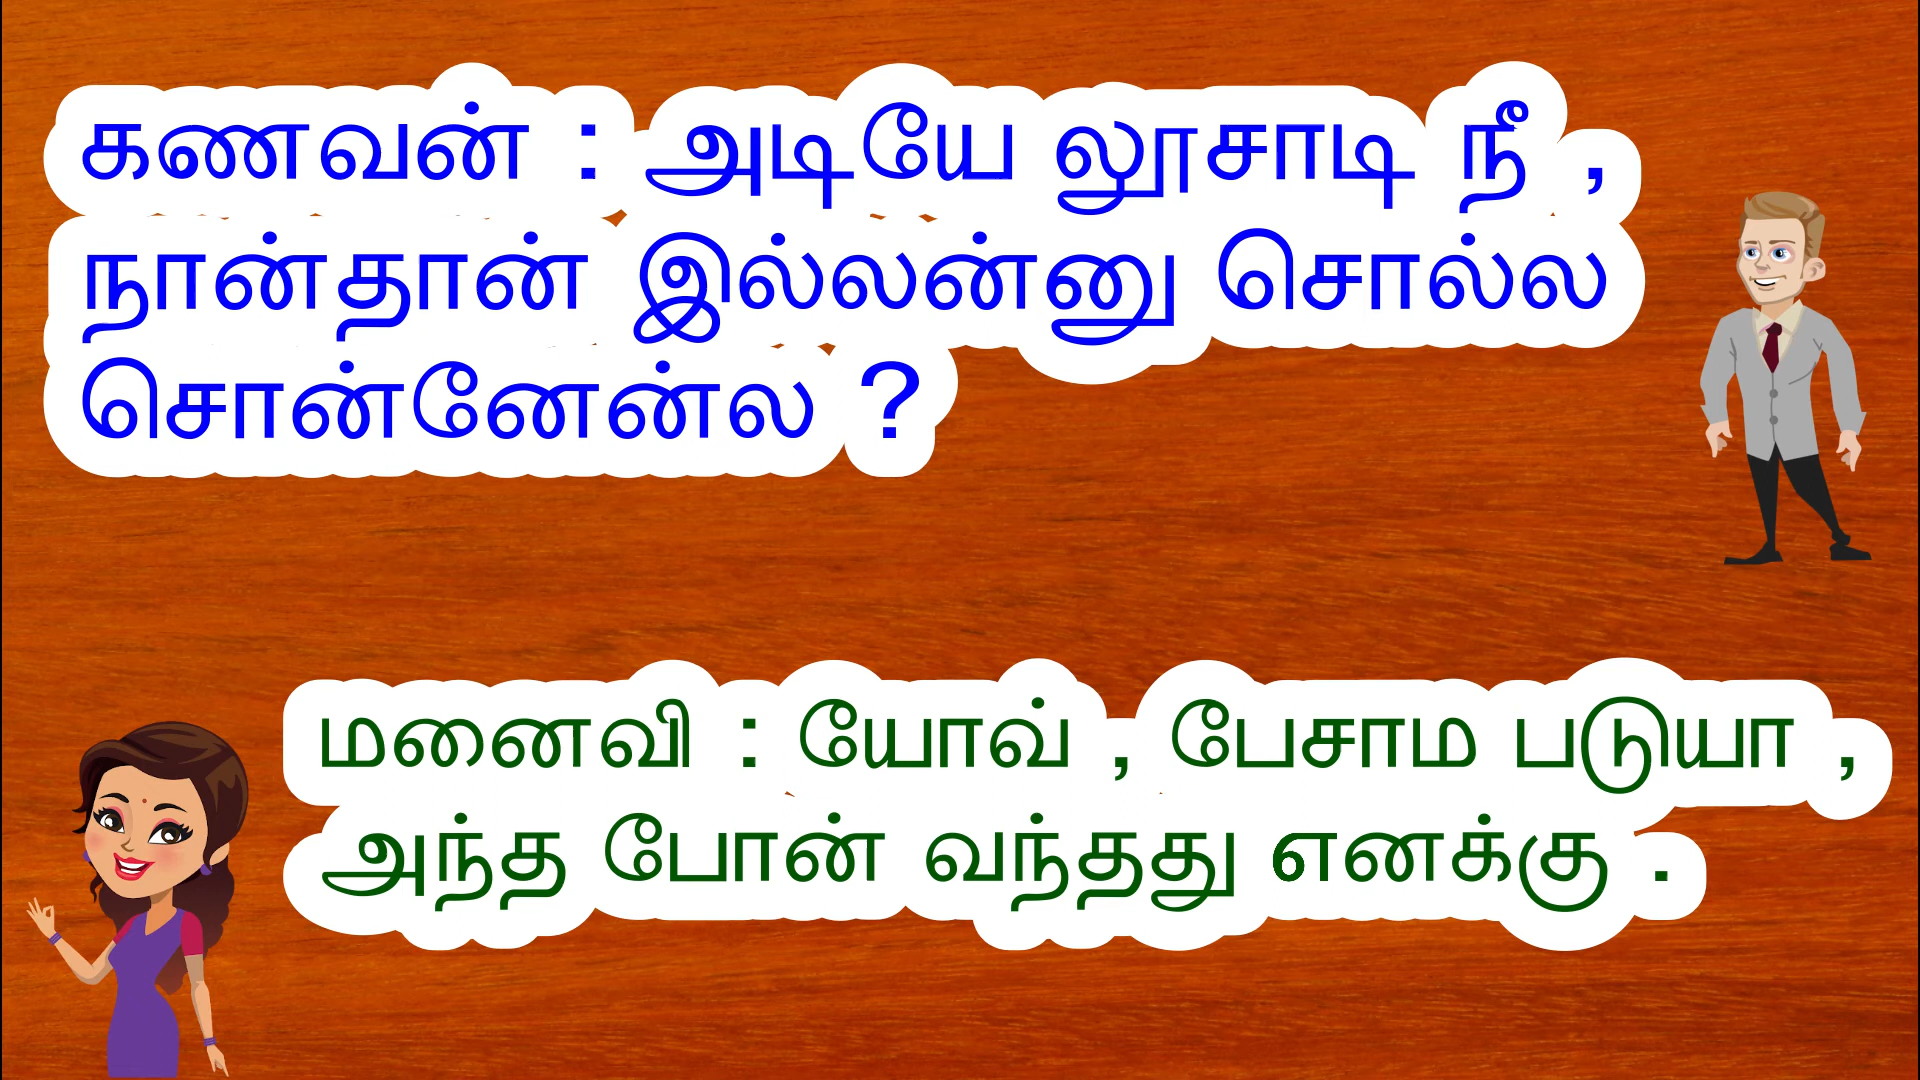 கணவன் : அடியே லூசாடி நீ ,
நான்தான் இல்லன்னு சொல்ல
சொன்னேன்ல ?
மனைவி : யோவ் , பேசாம படுயா ,
அந்த போன் வந்தது எனக்கு .